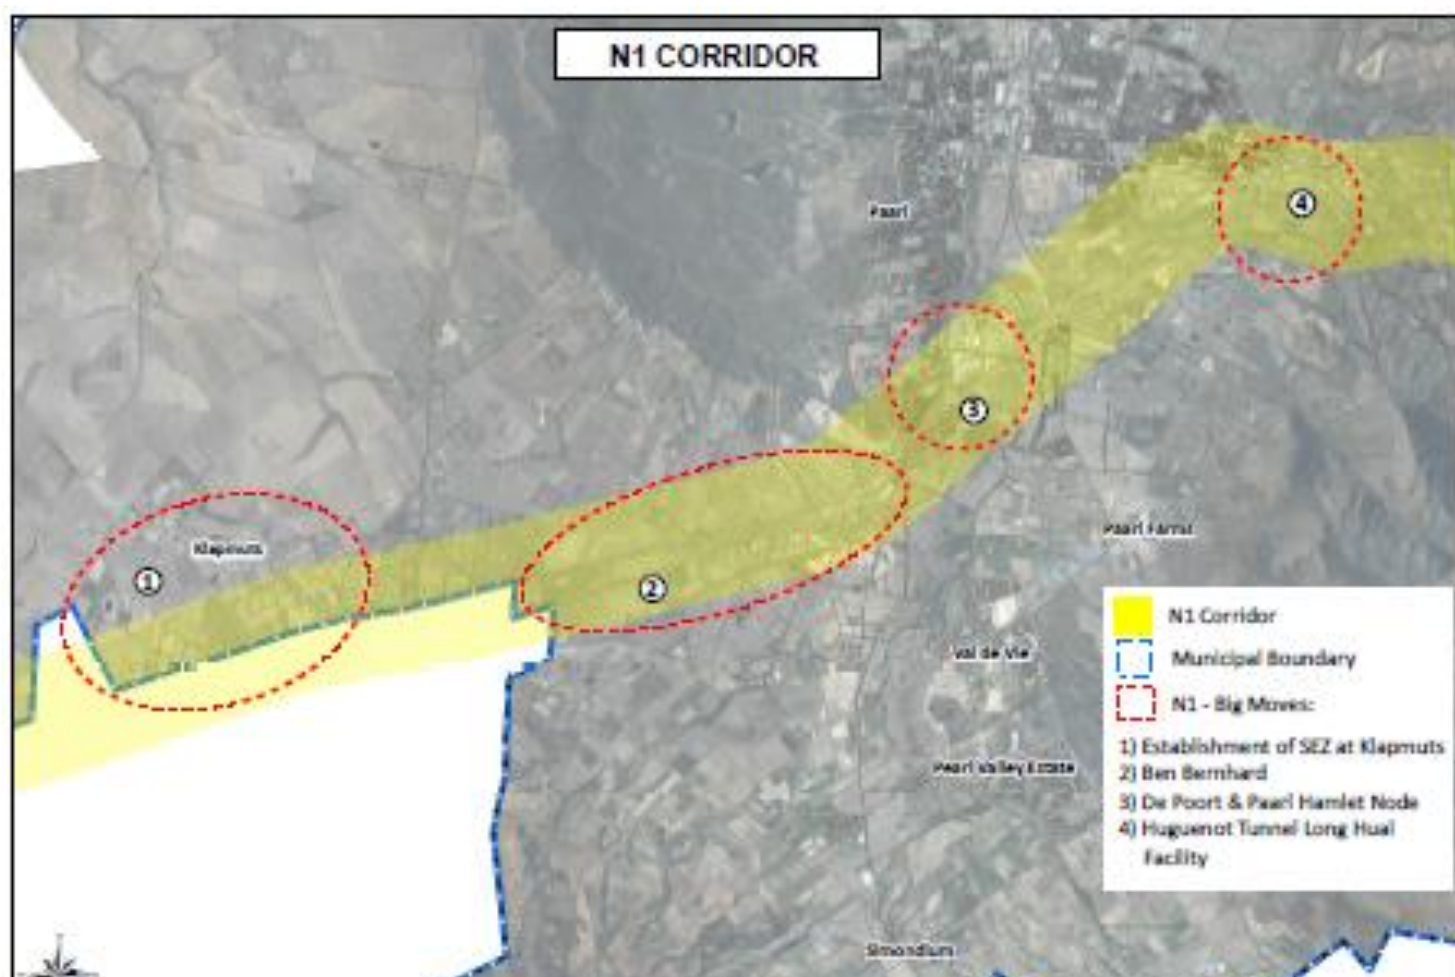 N1 CORRIDOR
Paarl
4
3
Klapmuts
1
2
Paarl Farms
Val de Vie
Pearl Valley Estate
Simondium
N1 Corridor
Municipal Boundary
N1 - Big Moves:
1) Establishment of SEZ at Klapmuts
2) Ben Bernhard
3) De Poort & Paarl Hamlet Node
4) Huguenot Tunnel Long Hual
Facility